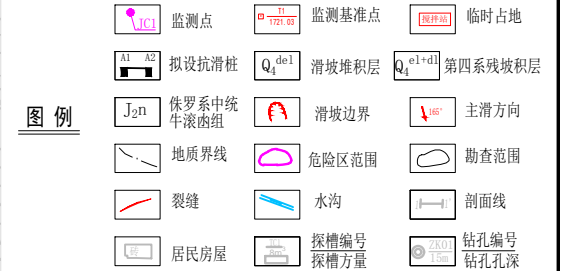 图例
JC1 监测点
T1
1721.03 监测基准点
搅拌站 临时占地
A1 A2 拟设抗滑桩
Q4del 滑坡堆积层
Q4el+dl 第四系残坡积层
J2n 侏罗系中统
牛滚凼组
滑坡边界
165° 主滑方向
地质界线
危险区范围
勘查范围
裂缝
水沟
1 1' 剖面线
砖 居民房屋
JC1
8m³ 探槽编号
探槽方量
ZK01
15m 钻孔编号
钻孔孔深